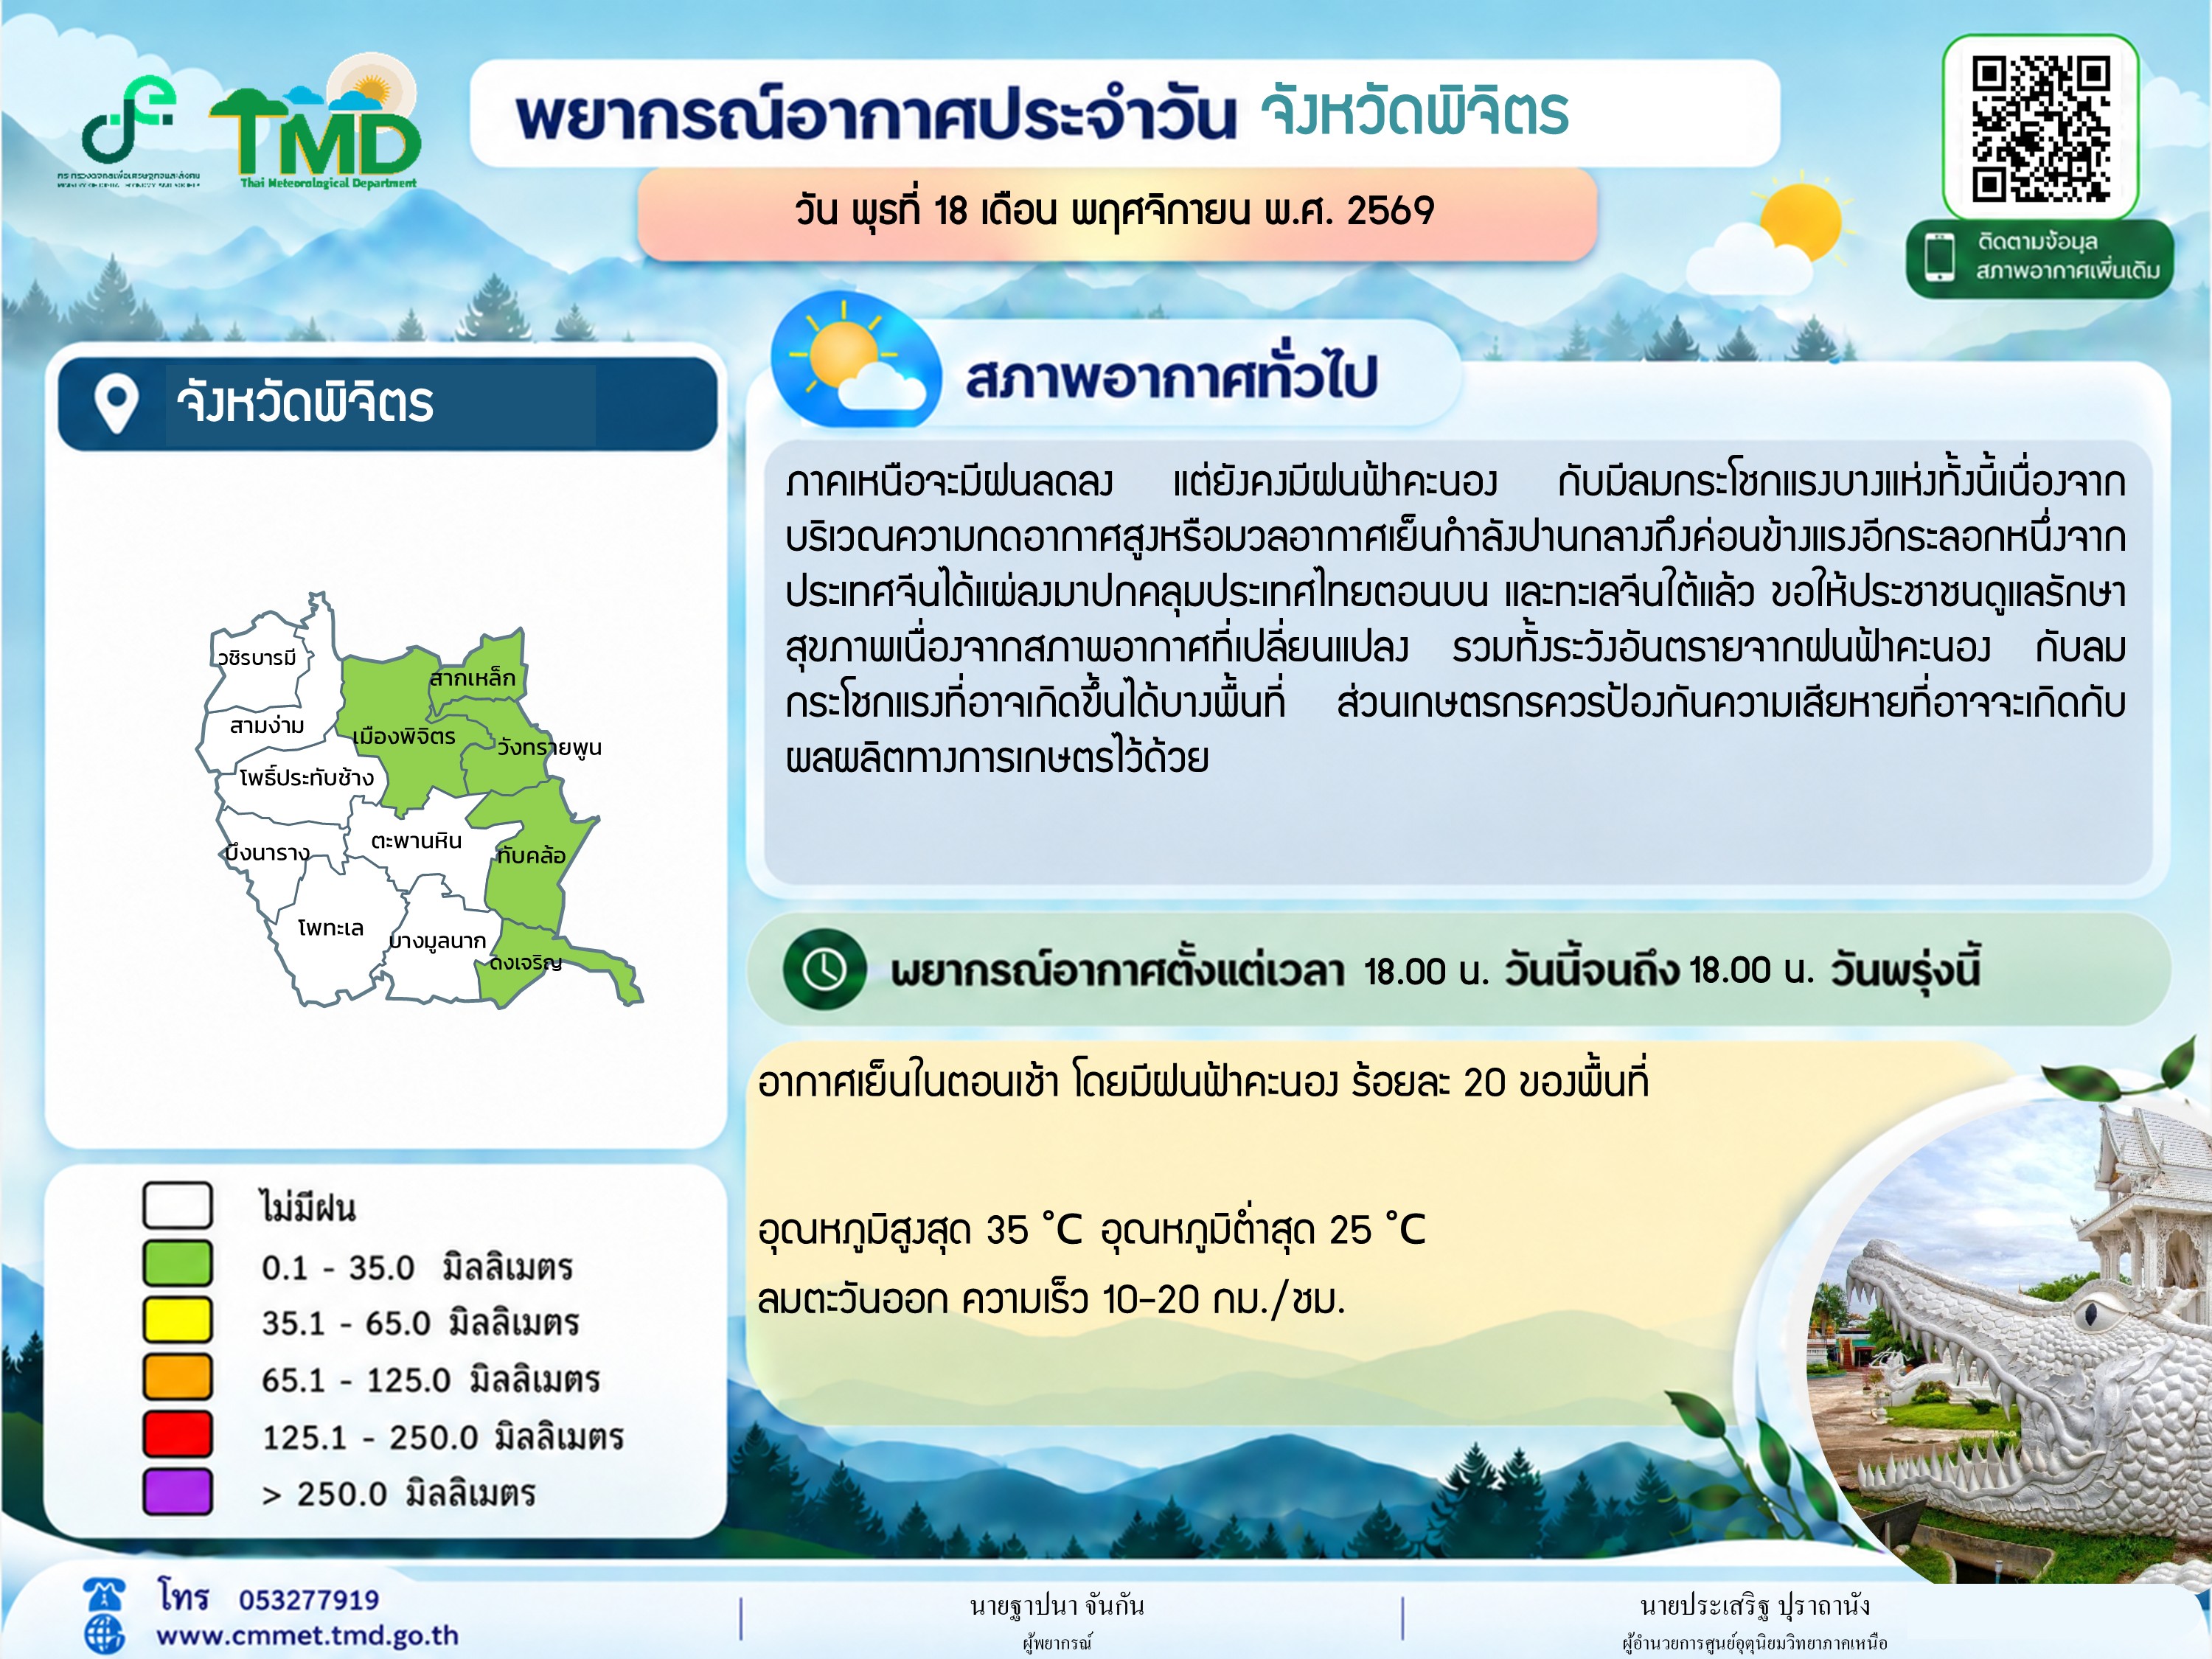 พยากรณ์อากาศประจำวัน จังหวัดพิจิตร
วัน พุธที่ 18 เดือน พฤศจิกายน พ.ศ. 2569
TMD
Thai Meteorological Department
ติดตามข้อมูล
สภาพอากาศเพิ่มเติม
จังหวัดพิจิตร
วชิรบารมี
สากเหล็ก
สามง่าม
เมืองพิจิตร
วังทรายพูน
โพธิ์ประทับช้าง
ตะพานหิน
บึงนาราง
ทับคล้อ
โพทะเล
บางมูลนาก
ดงเจริญ
ไม่มีฝน
0.1 - 35.0 มิลลิเมตร
35.1 - 65.0 มิลลิเมตร
65.1 - 125.0 มิลลิเมตร
125.1 - 250.0 มิลลิเมตร
> 250.0 มิลลิเมตร
สภาพอากาศทั่วไป
ภาคเหนือจะมีฝนลดลง แต่ยังคงมีฝนฟ้าคะนอง กับมีลมกระโชกแรงบางแห่งทั้งนี้เนื่องจาก
บริเวณความกดอากาศสูงหรือมวลอากาศเย็นกำลังปานกลางถึงค่อนข้างแรงอีกระลอกหนึ่งจาก
ประเทศจีนได้แผ่ลงมาปกคลุมประเทศไทยตอนบน และทะเลจีนใต้แล้ว ขอให้ประชาชนดูแลรักษา
สุขภาพเนื่องจากสภาพอากาศที่เปลี่ยนแปลง รวมทั้งระวังอันตรายจากฝนฟ้าคะนอง กับลม
กระโชกแรงที่อาจเกิดขึ้นได้บางพื้นที่ ส่วนเกษตรกรควรป้องกันความเสียหายที่อาจจะเกิดกับ
ผลผลิตทางการเกษตรไว้ด้วย
พยากรณ์อากาศตั้งแต่เวลา 18.00 น. วันนี้จนถึง 18.00 น. วันพรุ่งนี้
อากาศเย็นในตอนเช้า โดยมีฝนฟ้าคะนอง ร้อยละ 20 ของพื้นที่
อุณหภูมิสูงสุด 35 °C อุณหภูมิต่ำสุด 25 °C
ลมตะวันออก ความเร็ว 10-20 กม./ชม.
โทร 053277919
www.cmmet.tmd.go.th
นายฐาปนา จันกัน
ผู้พยากรณ์
นายประเสริฐ ปุราถานัง
ผู้อำนวยการศูนย์อุตุนิยมวิทยาภาคเหนือ